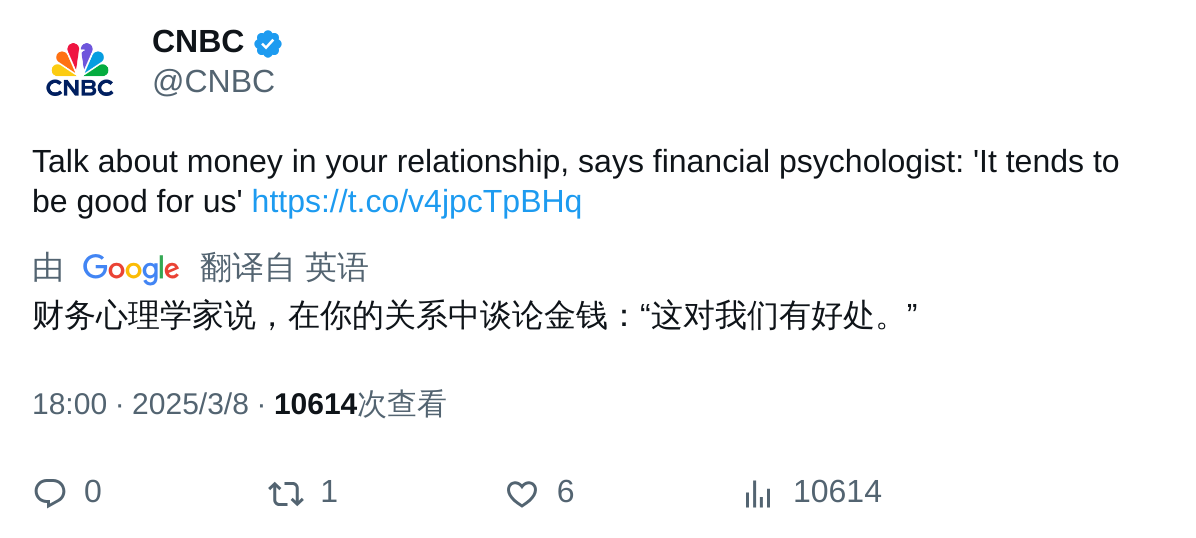 CNBC
CNBC
@CNBC
Talk about money in your relationship, says financial psychologist: 'It tends to
be good for us' https://t.co/v4jpcTpBHq
由 Google 翻译自 英语
财务心理学家说，在你的关系中谈论金钱：“这对我们有好处。”
18:00 · 2025/3/8 · 10614次查看
0 1 6 10614